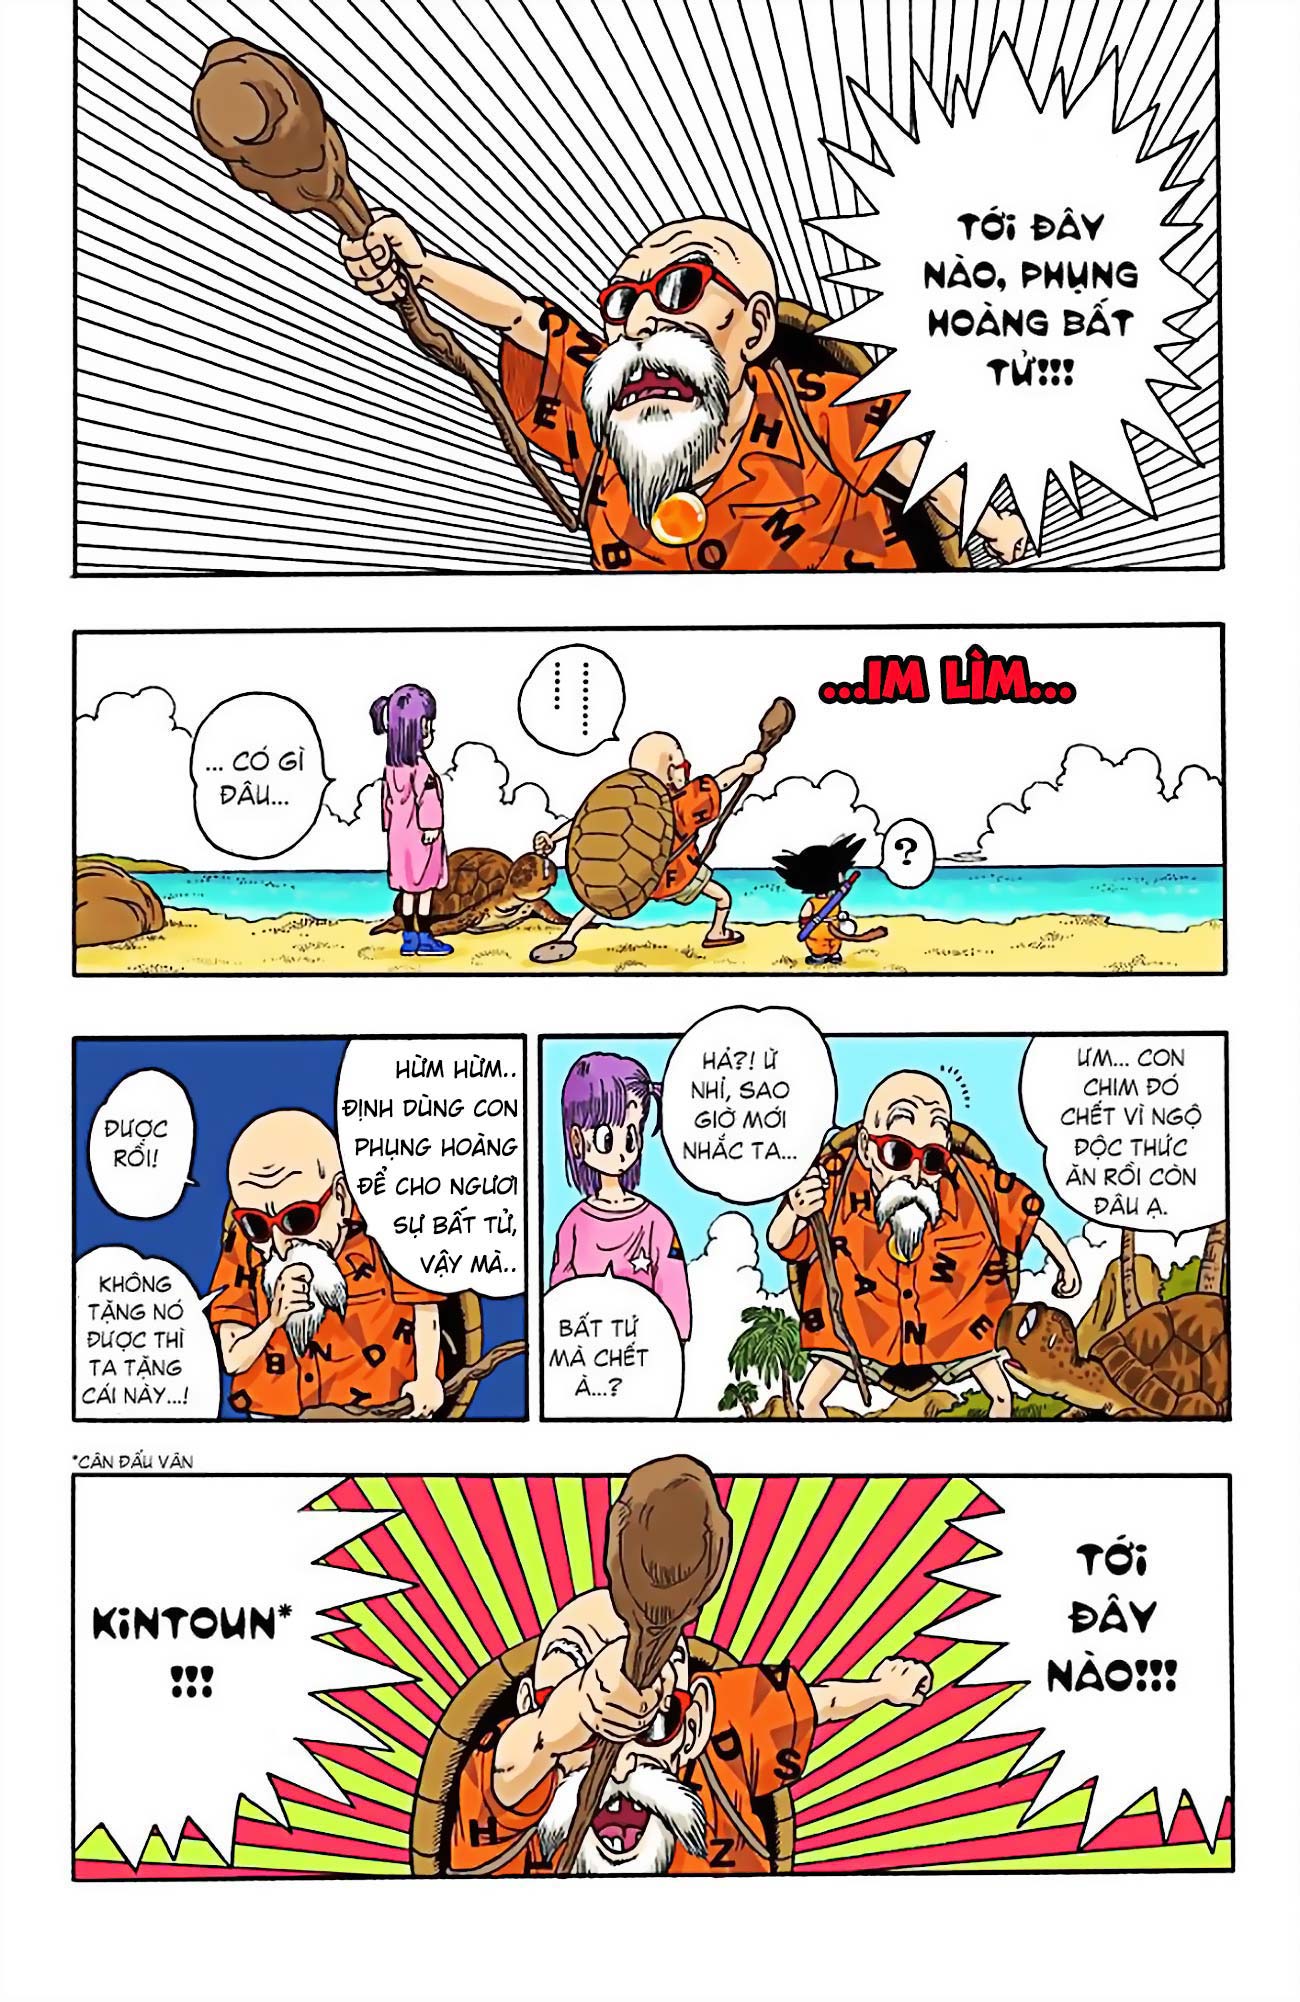 TỚI ĐÂY
NÀO, PHỤNG
HOÀNG BẤT
TỬ!!!
...IM LÌM...
?
... CÓ GÌ
ĐÂU...
ƯM... CON
CHIM ĐÓ
CHẾT VÌ NGỘ
ĐỘC THỨC
ĂN RỒI CÒN
ĐÂU Ạ.
HẢ?! Ừ
NHỈ, SAO
GIỜ MỚI
NHẮC TA...
BẤT TỬ
MÀ CHẾT
À...?
HỪM HỪM..
ĐỊNH DÙNG CON
PHỤNG HOÀNG
ĐỂ CHO NGƯƠI
SỰ BẤT TỬ,
VẬY MÀ..
ĐƯỢC
RỒI!
KHÔNG
TẶNG NÓ
ĐƯỢC THÌ
TA TẶNG
CÁI NÀY...!
*CÂN ĐẨU VÂN
TỚI
ĐÂY
NÀO!!!
KINTOUN*
!!!